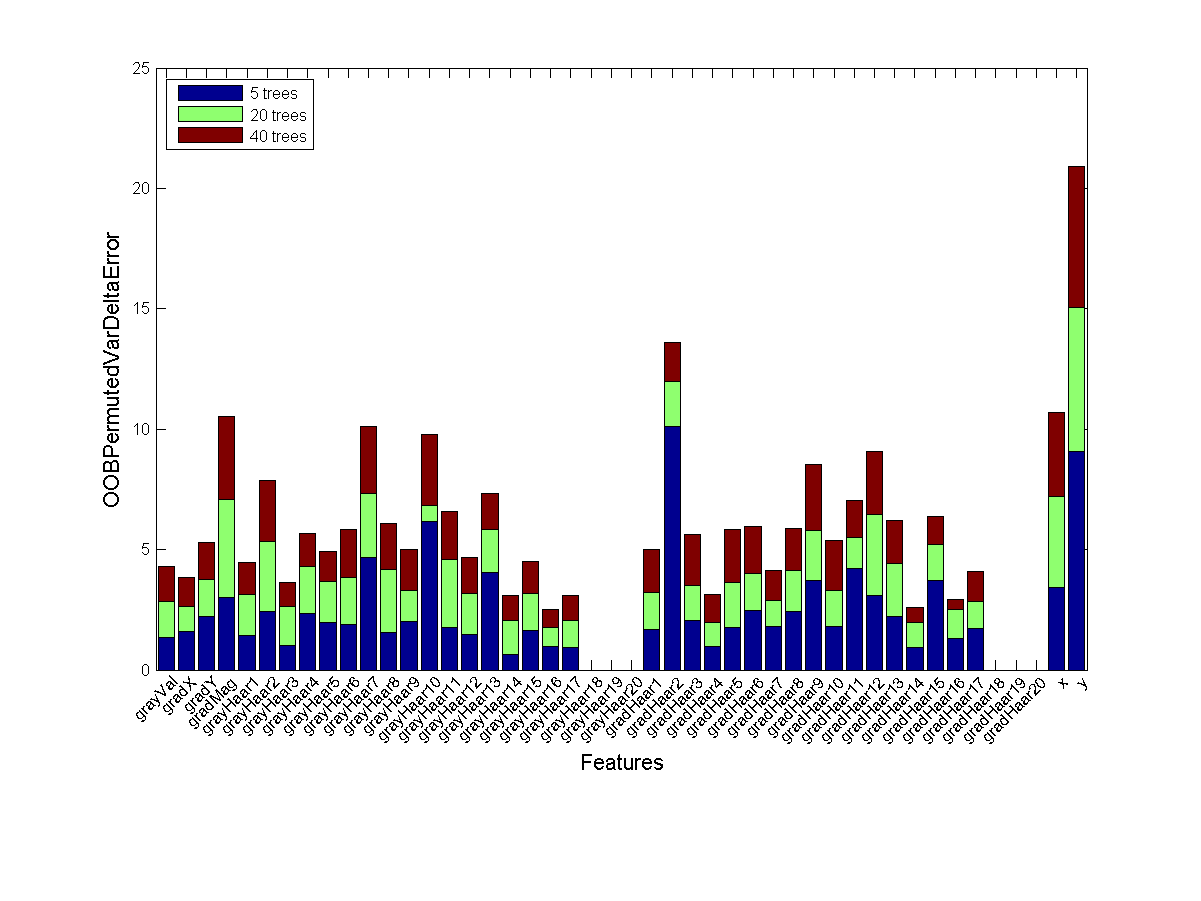 25
20
15
10
5
0
5 trees
20 trees
40 trees
OOBPermutedVarDeltaError
grayVal
gradX
gradY
gradMag
grayHaar1
grayHaar2
grayHaar3
grayHaar4
grayHaar5
grayHaar6
grayHaar7
grayHaar8
grayHaar9
grayHaar10
grayHaar11
grayHaar12
grayHaar13
grayHaar14
grayHaar15
grayHaar16
grayHaar17
grayHaar18
grayHaar19
grayHaar20
gradHaar1
gradHaar2
gradHaar3
gradHaar4
gradHaar5
gradHaar6
gradHaar7
gradHaar8
gradHaar9
gradHaar10
gradHaar11
gradHaar12
gradHaar13
gradHaar14
gradHaar15
gradHaar16
gradHaar17
gradHaar18
gradHaar19
gradHaar20
x
y
Features